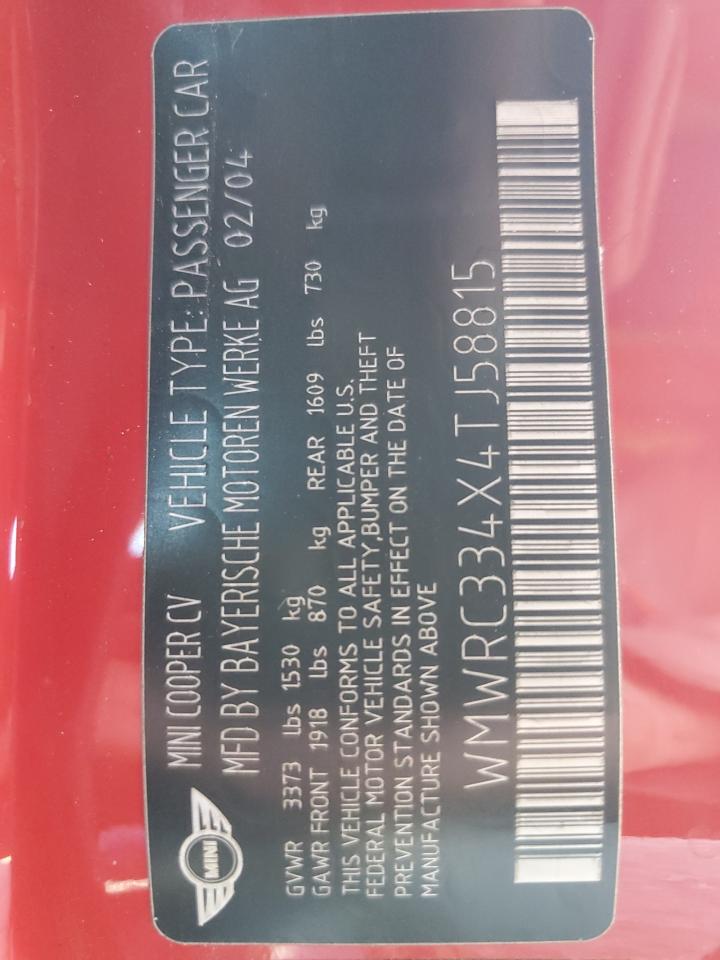 MINI
MINI COOPER CV VEHICLE TYPE: PASSENGER CAR
MFD BY BAYERISCHE MOTOREN WERKE AG 02/04
GVWR 3373 lbs 1530 kg
GAWR FRONT 1918 lbs 870 kg REAR 1609 lbs 730 kg
THIS VEHICLE CONFORMS TO ALL APPLICABLE U.S.
FEDERAL MOTOR VEHICLE SAFETY,BUMPER AND THEFT
PREVENTION STANDARDS IN EFFECT ON THE DATE OF
MANUFACTURE SHOWN ABOVE
WMWRC334X4TJ58815